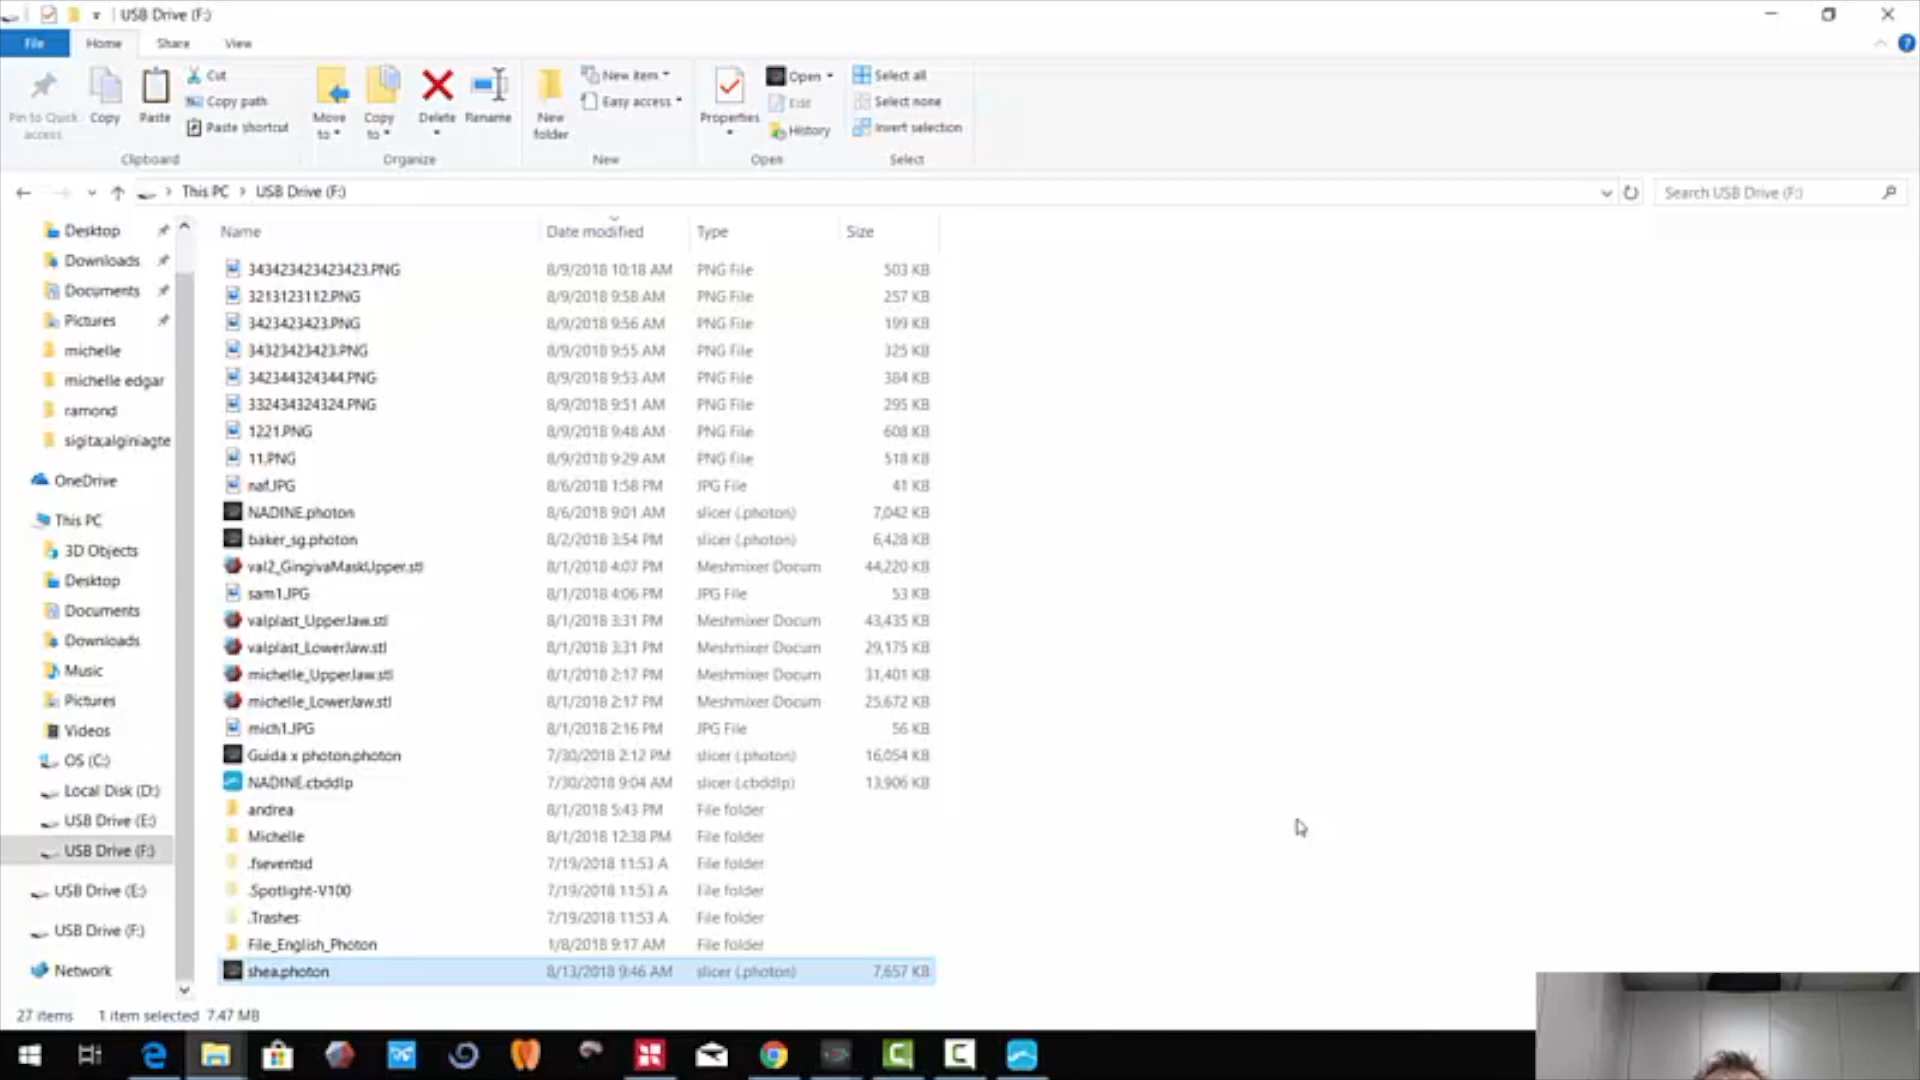 USB Drive (F:)
File Home Share View
Pin to Quick access
Copy
Paste
Cut
Copy path
Paste shortcut
Move to
Copy to
Delete
Rename
New folder
New item
Easy access
Properties
Open
Edit
History
Select all
Select none
Invert selection
Clipboard Organize New Open Select
This PC > USB Drive (F:)
Search USB Drive (F:)
Desktop
Downloads
Documents
Pictures
michelle
michelle edgar
ramond
sigita;alginiagte
OneDrive
This PC
3D Objects
Desktop
Documents
Downloads
Music
Pictures
Videos
OS (C:)
Local Disk (D:)
USB Drive (E:)
USB Drive (F:)
USB Drive (E:)
USB Drive (F:)
Network
Name Date modified Type Size
343423423423423.PNG 8/9/2018 10:18 AM PNG File 503 KB
3213123112.PNG 8/9/2018 9:58 AM PNG File 257 KB
3423423423.PNG 8/9/2018 9:56 AM PNG File 199 KB
34323423423.PNG 8/9/2018 9:55 AM PNG File 325 KB
342344324344.PNG 8/9/2018 9:53 AM PNG File 384 KB
332434324324.PNG 8/9/2018 9:51 AM PNG File 295 KB
1221.PNG 8/9/2018 9:48 AM PNG File 608 KB
11.PNG 8/9/2018 9:29 AM PNG File 518 KB
naf.JPG 8/6/2018 1:58 PM JPG File 41 KB
NADINE.photon 8/6/2018 9:01 AM slicer (.photon) 7,042 KB
baker_sg.photon 8/2/2018 3:54 PM slicer (.photon) 6,428 KB
val2_GingivaMaskUpper.stl 8/1/2018 4:07 PM Meshmixer Docum 44,220 KB
sam1.JPG 8/1/2018 4:06 PM JPG File 53 KB
valplast_UpperJaw.stl 8/1/2018 3:31 PM Meshmixer Docum 43,435 KB
valplast_LowerJaw.stl 8/1/2018 3:31 PM Meshmixer Docum 29,175 KB
michelle_UpperJaw.stl 8/1/2018 2:17 PM Meshmixer Docum 31,401 KB
michelle_LowerJaw.stl 8/1/2018 2:17 PM Meshmixer Docum 25,672 KB
mich1.JPG 8/1/2018 2:16 PM JPG File 56 KB
Guida x photon.photon 7/30/2018 2:12 PM slicer (.photon) 16,054 KB
NADINE.cbddlp 7/30/2018 9:04 AM slicer (.cbddlp) 13,906 KB
andrea 8/1/2018 5:43 PM File folder
Michelle 8/1/2018 12:38 PM File folder
.fseventsd 7/19/2018 11:53 A File folder
.Spotlight-V100 7/19/2018 11:53 A File folder
.Trashes 7/19/2018 11:53 A File folder
File_English_Photon 1/8/2018 9:17 AM File folder
shea.photon 8/13/2018 9:46 AM slicer (.photon) 7,657 KB
27 items 1 item selected 7.47 MB